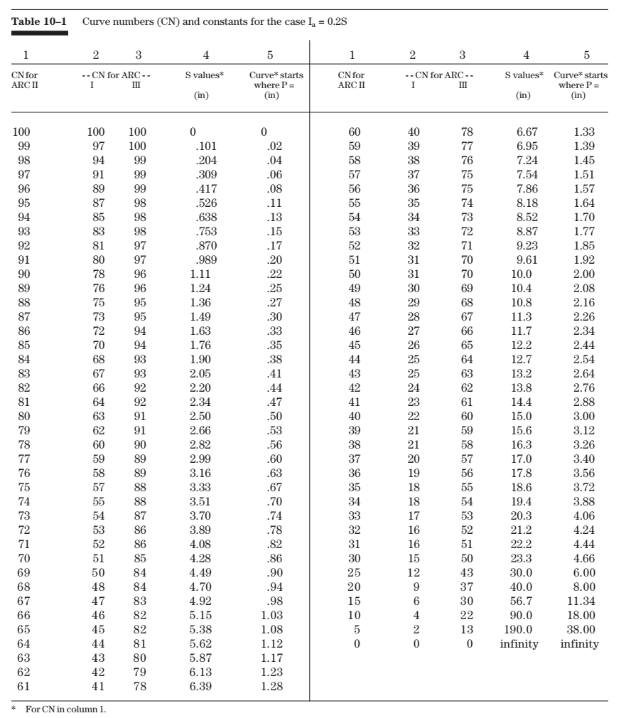 Table 10–1 Curve numbers (CN) and constants for the case Iₐ = 0.2S
1 2 3 4 5 1 2 3 4 5
CN for -- CN for ARC -- S values* Curve* starts CN for -- CN for ARC -- S values* Curve* starts
ARC II I III where P = ARC II I III where P =
(in) (in) (in) (in)
100 100 100 0 0 60 40 78 6.67 1.33
99 97 100 .101 .02 59 39 77 6.95 1.39
98 94 99 .204 .04 58 38 76 7.24 1.45
97 91 99 .309 .06 57 37 75 7.54 1.51
96 89 99 .417 .08 56 36 75 7.86 1.57
95 87 98 .526 .11 55 35 74 8.18 1.64
94 85 98 .638 .13 54 34 73 8.52 1.70
93 83 98 .753 .15 53 33 72 8.87 1.77
92 81 97 .870 .17 52 32 71 9.23 1.85
91 80 97 .989 .20 51 31 70 9.61 1.92
90 78 96 1.11 .22 50 31 70 10.0 2.00
89 76 96 1.24 .25 49 30 69 10.4 2.08
88 75 95 1.36 .27 48 29 68 10.8 2.16
87 73 95 1.49 .30 47 28 67 11.3 2.26
86 72 94 1.63 .33 46 27 66 11.7 2.34
85 70 94 1.76 .35 45 26 65 12.2 2.44
84 68 93 1.90 .38 44 25 64 12.7 2.54
83 67 93 2.05 .41 43 25 63 13.2 2.64
82 66 92 2.20 .44 42 24 62 13.8 2.76
81 64 92 2.34 .47 41 23 61 14.4 2.88
80 63 91 2.50 .50 40 22 60 15.0 3.00
79 62 91 2.66 .53 39 21 59 15.6 3.12
78 60 90 2.82 .56 38 21 58 16.3 3.26
77 59 89 2.99 .60 37 20 57 17.0 3.40
76 58 89 3.16 .63 36 19 56 17.8 3.56
75 57 88 3.33 .67 35 18 55 18.6 3.72
74 55 88 3.51 .70 34 18 54 19.4 3.88
73 54 87 3.70 .74 33 17 53 20.3 4.06
72 53 86 3.89 .78 32 16 52 21.2 4.24
71 52 86 4.08 .82 31 16 51 22.2 4.44
70 51 85 4.28 .86 30 15 50 23.3 4.66
69 50 84 4.49 .90 25 12 43 30.0 6.00
68 48 84 4.70 .94 20 9 37 40.0 8.00
67 47 83 4.92 .98 15 6 30 56.7 11.34
66 46 82 5.15 1.03 10 4 22 90.0 18.00
65 45 82 5.38 1.08 5 2 13 190.0 38.00
64 44 81 5.62 1.12 0 0 0 infinity infinity
63 43 80 5.87 1.17
62 42 79 6.13 1.23
61 41 78 6.39 1.28
* For CN in column 1.